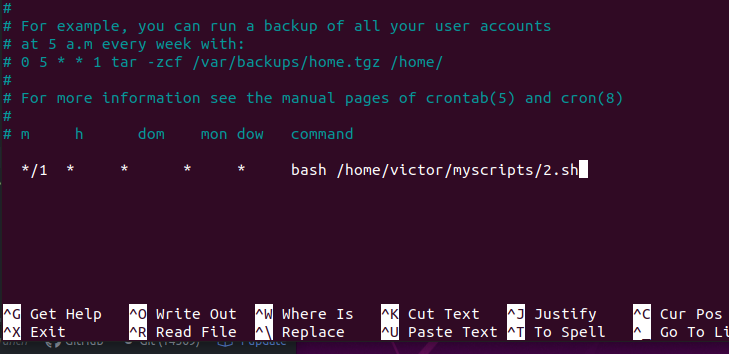 #
# For example, you can run a backup of all your user accounts
# at 5 a.m every week with:
# 0 5 * * 1 tar -zcf /var/backups/home.tgz /home/
#
# For more information see the manual pages of crontab(5) and cron(8)
#
# m h dom mon dow command
*/1 * * * * bash /home/victor/myscripts/2.sh
^G Get Help ^O Write Out ^W Where Is ^K Cut Text ^J Justify ^C Cur Pos
^X Exit ^R Read File ^\ Replace ^U Paste Text ^T To Spell ^_ Go To Li
GitHub